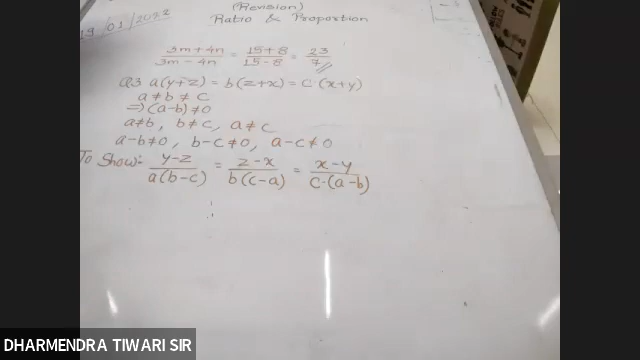 (Revision)
19/01/2022
Ratio & Proportion
3m+4n/3m-4n = 15+8/15-8 = 23/7
Q.3 a(y+z) = b(z+x) = c·(x+y)
a≠b≠c
⇒(a-b)≠0
a≠b, b≠c, a≠c
a-b≠0, b-c≠0, a-c≠0
To Show:- y-z/a(b-c) = z-x/b(c-a) = x-y/c·(a-b)
DHARMENDRA TIWARI SIR